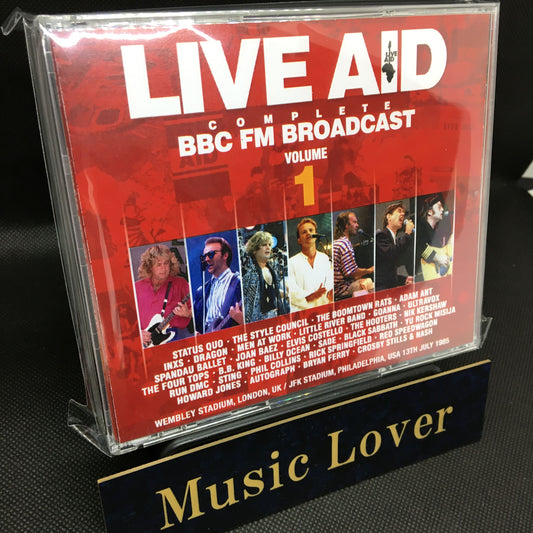 LIVE AID
LIVE
AID
COMPLETE
BBC FM BROADCAST
VOLUME
1
STATUS QUO · THE STYLE COUNCIL · THE BOOMTOWN RATS · ADAM ANT
INXS · DRAGON · MEN AT WORK · LITTLE RIVER BAND · GOANNA · ULTRAVOX
SPANDAU BALLET · JOAN BAEZ · ELVIS COSTELLO · THE HOOTERS · NIK KERSHAW
THE FOUR TOPS · B.B. KING · BILLY OCEAN · SADE · BLACK SABBATH · YU ROCK MISIJA
RUN DMC · STING · PHIL COLLINS · RICK SPRINGFIELD · REO SPEEDWAGON
HOWARD JONES · AUTOGRAPH · BRYAN FERRY · CROSBY STILLS & NASH
WEMBLEY STADIUM, LONDON, UK / JFK STADIUM, PHILADELPHIA, USA 13TH JULY 1985
Music Lover